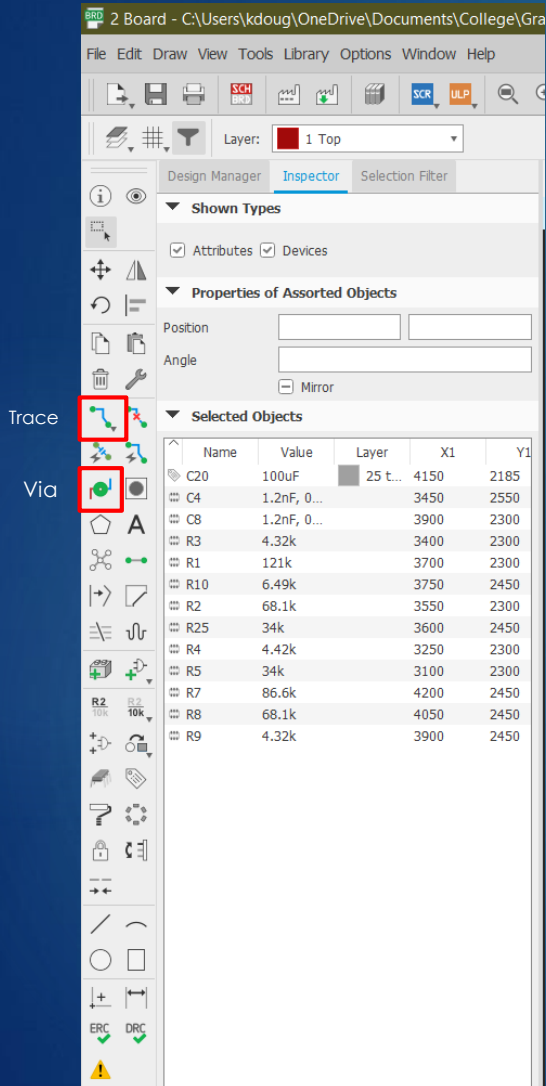 BRD 2 Board - C:\Users\kdoug\OneDrive\Documents\College\Gra
File Edit Draw View Tools Library Options Window Help
SCH BRD SCR ULP
Layer: 1 Top
Design Manager Inspector Selection Filter
Shown Types
Attributes Devices
Properties of Assorted Objects
Position
Angle
Mirror
Trace
Selected Objects
Name Value Layer X1 Y1
C20 100uF 25 t... 4150 2185
Via
C4 1.2nF, 0... 3450 2550
C8 1.2nF, 0... 3900 2300
R3 4.32k 3400 2300
R1 121k 3700 2300
R10 6.49k 3750 2450
R2 68.1k 3550 2300
R25 34k 3600 2450
R4 4.42k 3250 2300
R5 34k 3100 2300
R7 86.6k 4200 2450
R8 68.1k 4050 2450
R9 4.32k 3900 2450
A
R2 R2
10k 10k
ERC DRC